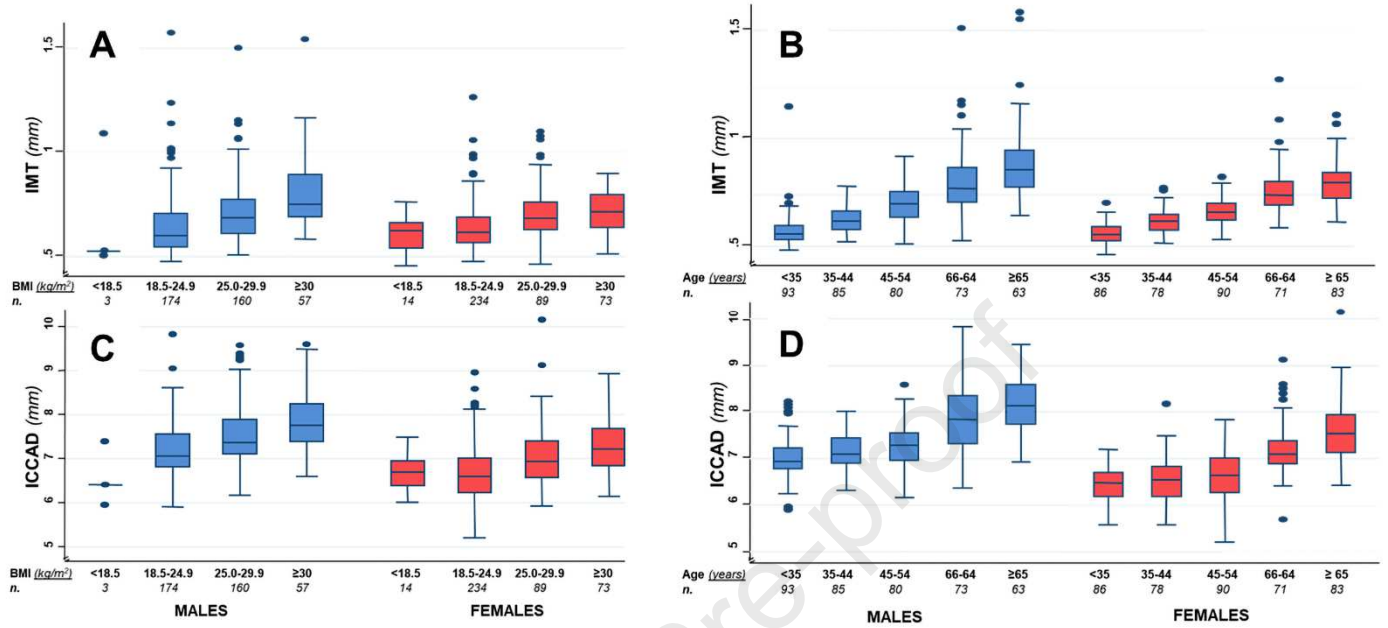 A
IMT (mm)
1.5
1
.5
BMI (kg/m²) <18.5 18.5-24.9 25.0-29.9 ≥30 <18.5 18.5-24.9 25.0-29.9 ≥30
n. 3 174 160 57 14 234 89 73
B
IMT (mm)
1.5
1
.5
Age (years) <35 35-44 45-54 66-64 ≥65 <35 35-44 45-54 66-64 ≥ 65
n. 93 85 80 73 63 86 78 90 71 83
C
ICCAD (mm)
10
9
8
7
6
5
BMI (kg/m²) <18.5 18.5-24.9 25.0-29.9 ≥30 <18.5 18.5-24.9 25.0-29.9 ≥30
n. 3 174 160 57 14 234 89 73
MALES FEMALES
D
ICCAD (mm)
10
9
8
7
6
5
Age (years) <35 35-44 45-54 66-64 ≥65 <35 35-44 45-54 66-64 ≥ 65
n. 93 85 80 73 63 86 78 90 71 83
MALES FEMALES
re-proof